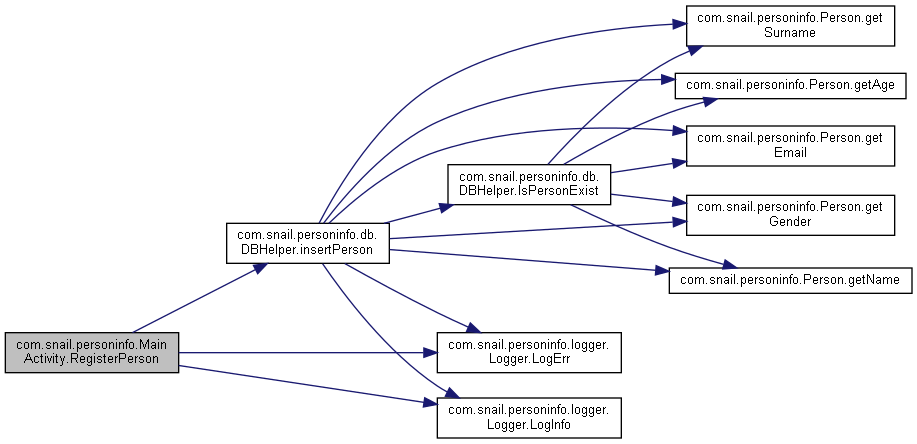 com.snail.personinfo.Person.get
Surname
com.snail.personinfo.Person.getAge
com.snail.personinfo.Person.get
Email
com.snail.personinfo.db.
DBHelper.IsPersonExist
com.snail.personinfo.Person.get
Gender
com.snail.personinfo.db.
DBHelper.insertPerson
com.snail.personinfo.Person.getName
com.snail.personinfo.Main
Activity.RegisterPerson
com.snail.personinfo.logger.
Logger.LogErr
com.snail.personinfo.logger.
Logger.LogInfo